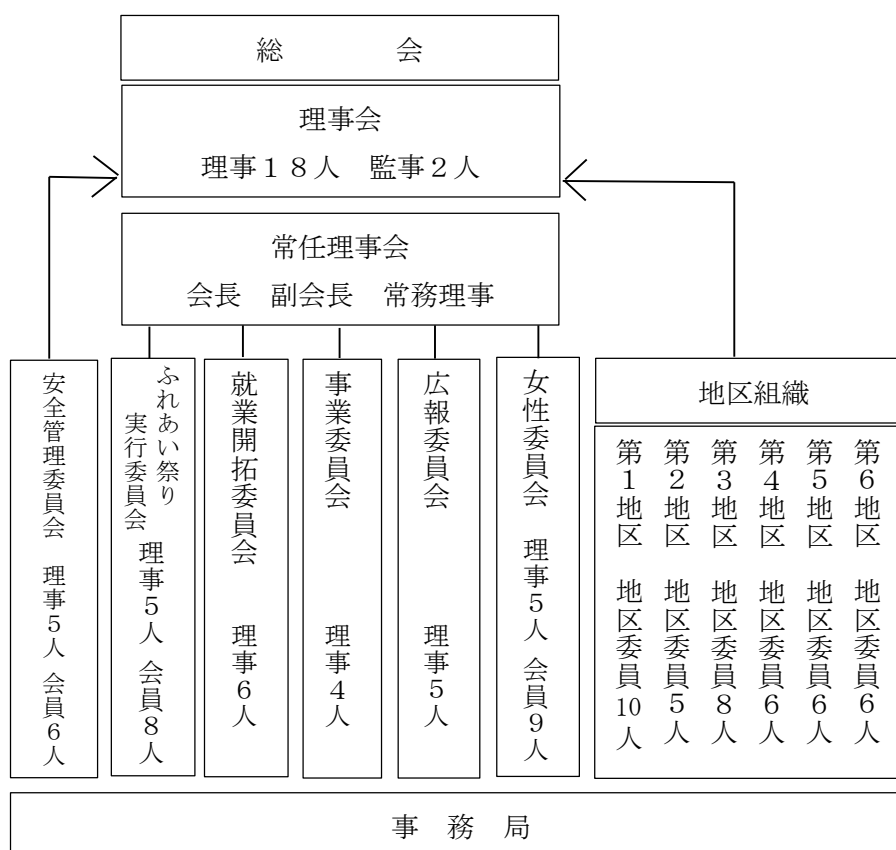 総　　　会
理事会
理事１８人　監事２人
常任理事会
会長　副会長　常務理事
安全管理委員会　理事５人　会員６人
ふれあい祭り
実行委員会　理事５人　会員８人
就業開拓委員会　理事６人
事業委員会　理事４人
広報委員会　理事５人
女性委員会　理事５人　会員９人
地区組織
第１地区　地区委員10人
第２地区　地区委員５人
第３地区　地区委員８人
第４地区　地区委員６人
第５地区　地区委員６人
第６地区　地区委員６人
事　務　局